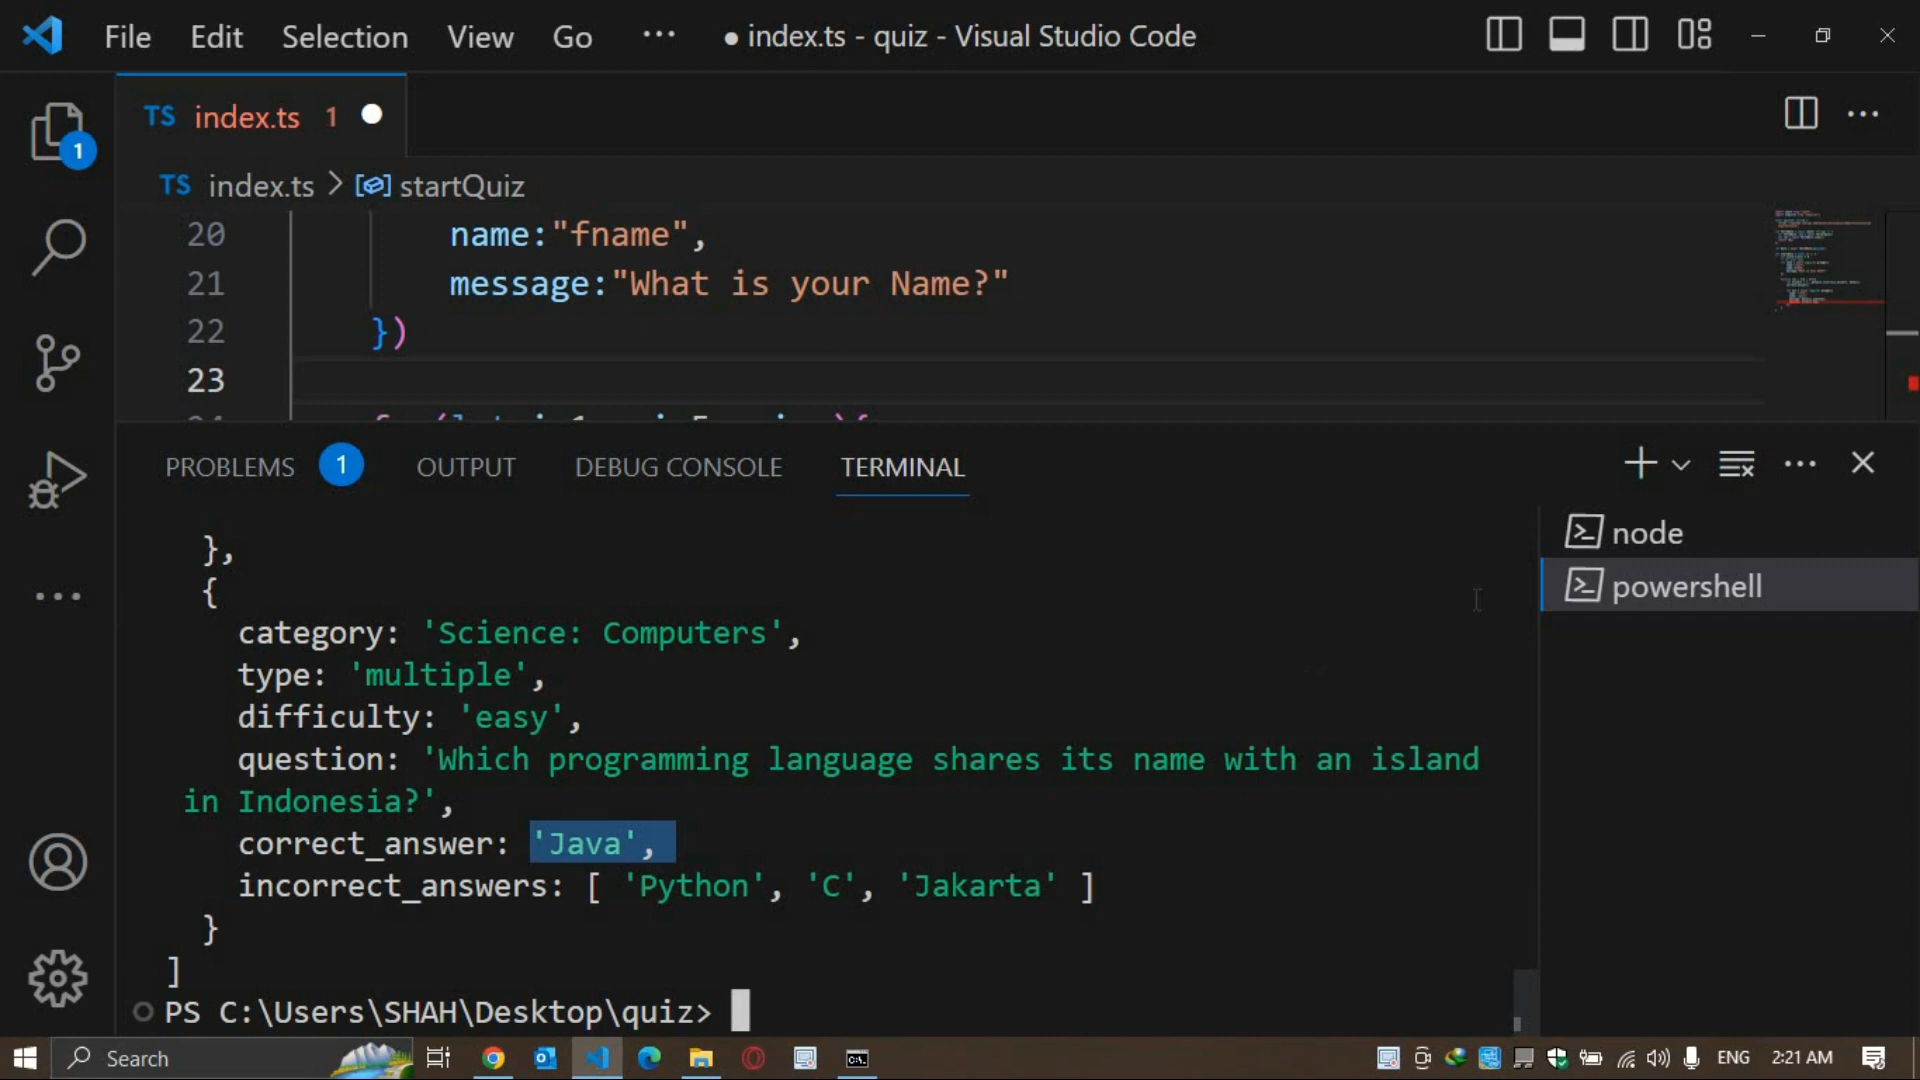 File Edit Selection View Go ··· ● index.ts - quiz - Visual Studio Code
TS index.ts 1
TS index.ts > startQuiz
20 name:"fname",
21 message:"What is your Name?"
22 })
23
PROBLEMS 1 OUTPUT DEBUG CONSOLE TERMINAL
1
node
powershell
},
{
category: 'Science: Computers',
type: 'multiple',
difficulty: 'easy',
question: 'Which programming language shares its name with an island
in Indonesia?',
correct_answer: 'Java',
incorrect_answers: [ 'Python', 'C', 'Jakarta' ]
}
]
PS C:\Users\SHAH\Desktop\quiz>
Search
ENG 2:21 AM